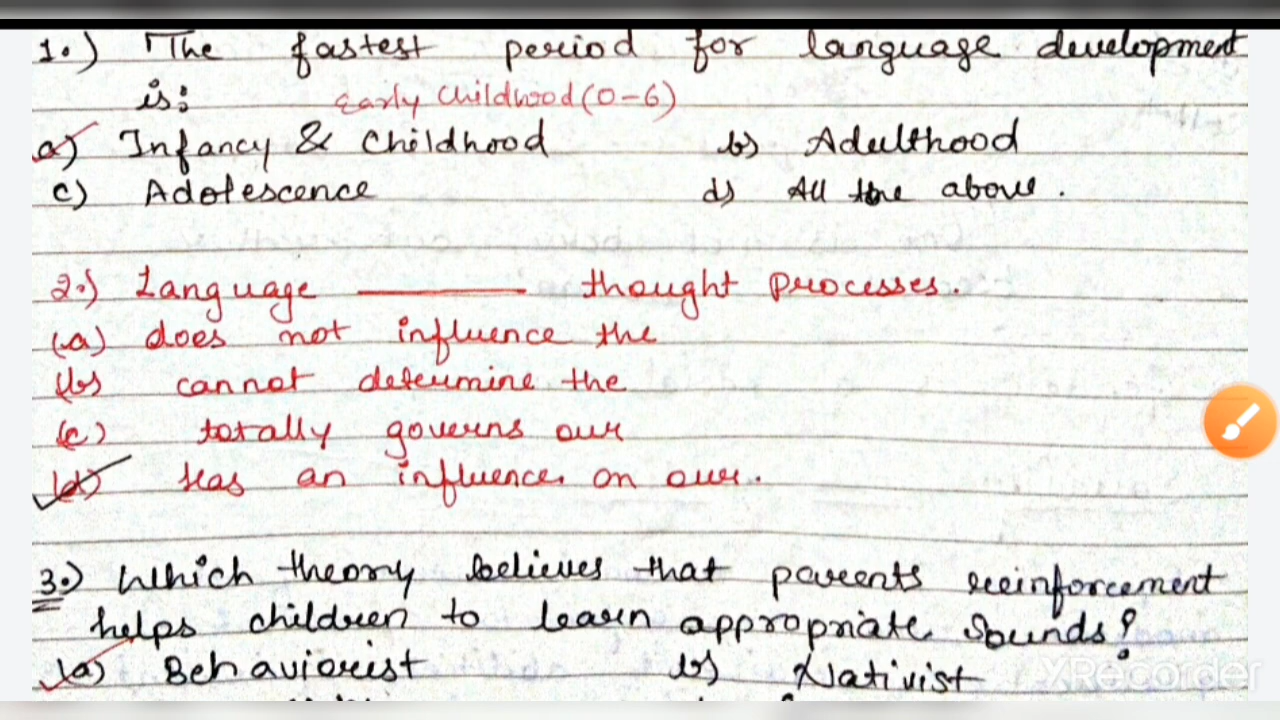 1.) The fastest period for language development
is: Early Childhood (0-6)
a) Infancy & Childhood b) Adulthood
c) Adolescence d) All the above.
2.) Language ______ thought processes.
(a) does not influence the
(b) cannot determine the
(c) totally governs our
(d) Has an influence on our.
3.) Which theory believes that parents reinforcement
helps children to learn appropriate sounds?
(a) Behaviorist b) Nativist
XRecorder